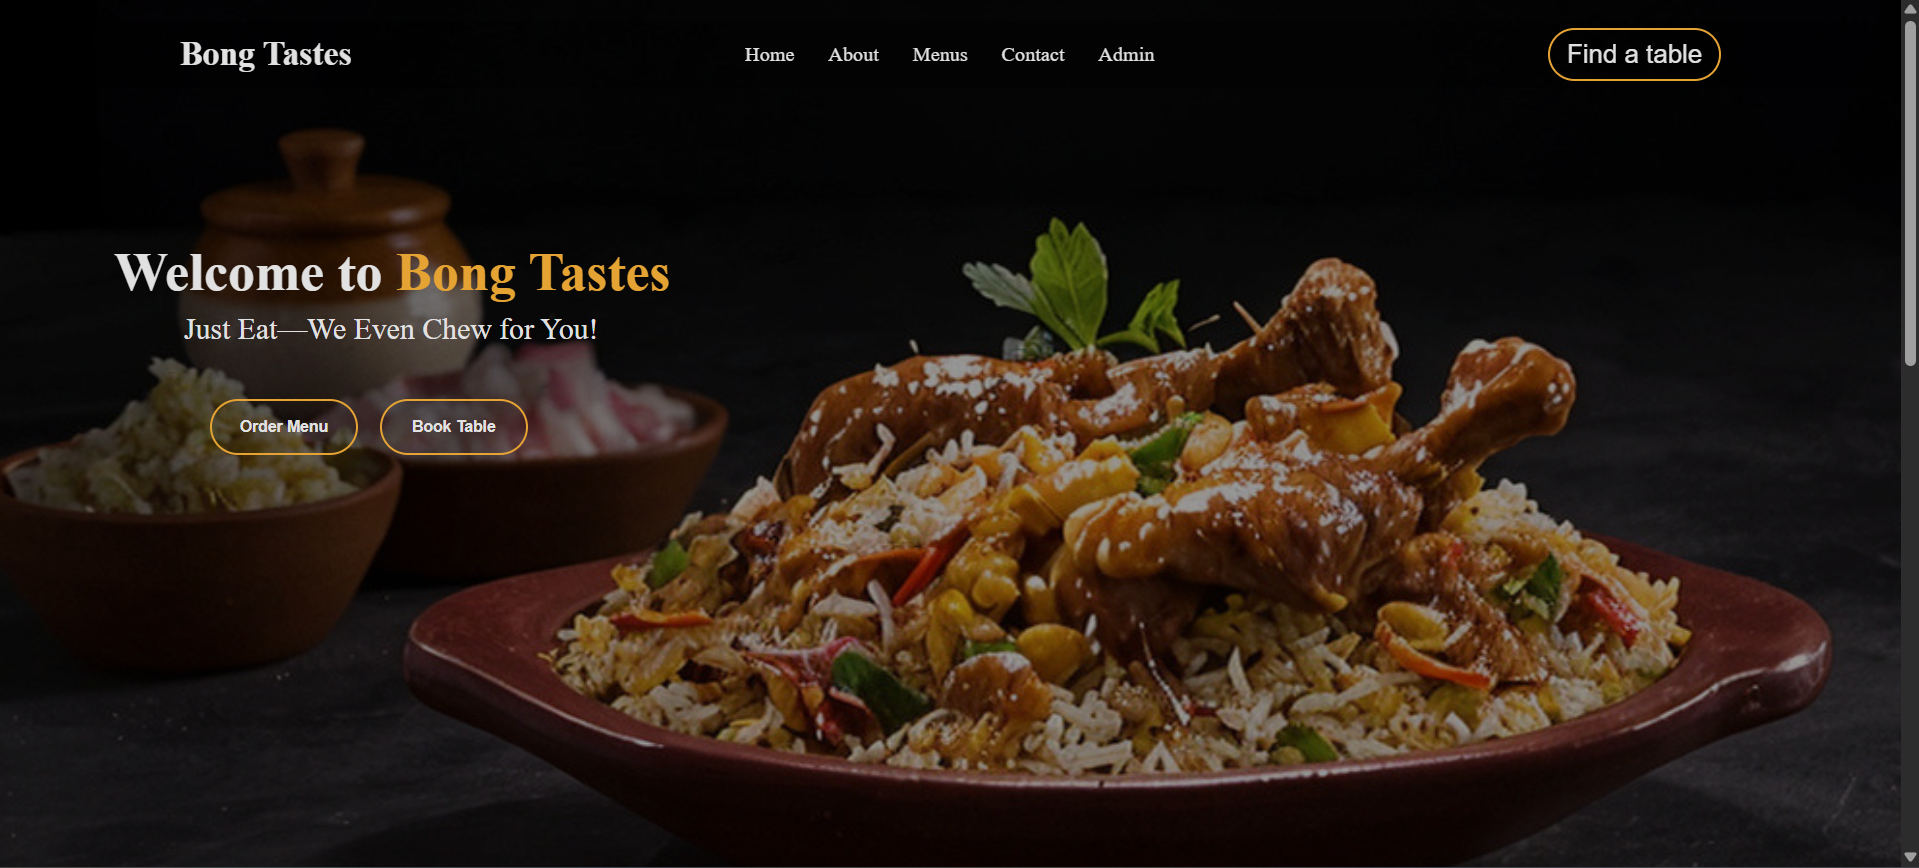 Bong Tastes
Home About Menus Contact Admin
Find a table
Welcome to Bong Tastes
Just Eat—We Even Chew for You!
Order Menu
Book Table